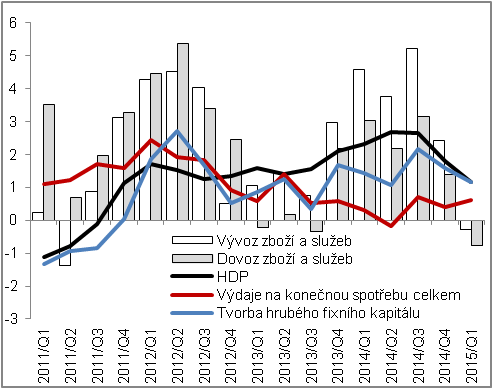 6
5
4
3
2
1
0
-1
-2
-3
Vývoz zboží a služeb
Dovoz zboží a služeb
HDP
Výdaje na konečnou spotřebu celkem
Tvorba hrubého fixního kapitálu
2011/Q1
2011/Q2
2011/Q3
2011/Q4
2012/Q1
2012/Q2
2012/Q3
2012/Q4
2013/Q1
2013/Q2
2013/Q3
2013/Q4
2014/Q1
2014/Q2
2014/Q3
2014/Q4
2015/Q1